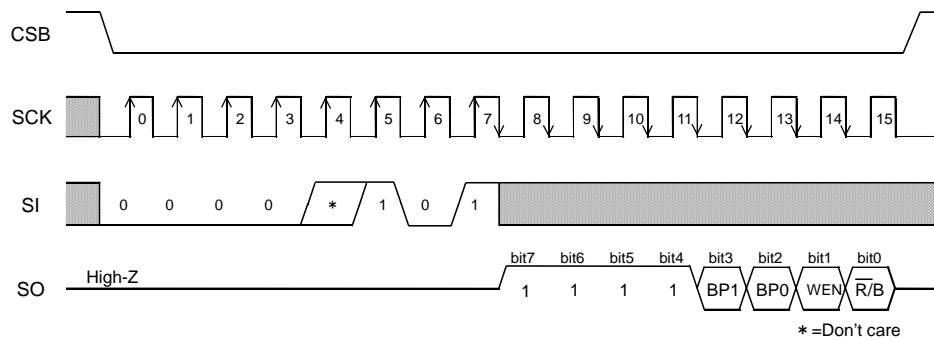 CSB
SCK 0 1 2 3 4 5 6 7 8 9 10 11 12 13 14 15
SI 0 0 0 0 * 1 0 1
bit7 bit6 bit5 bit4 bit3 bit2 bit1 bit0
High-Z
SO 1 1 1 1 BP1 BP0 WEN R̅/B
* =Don't care